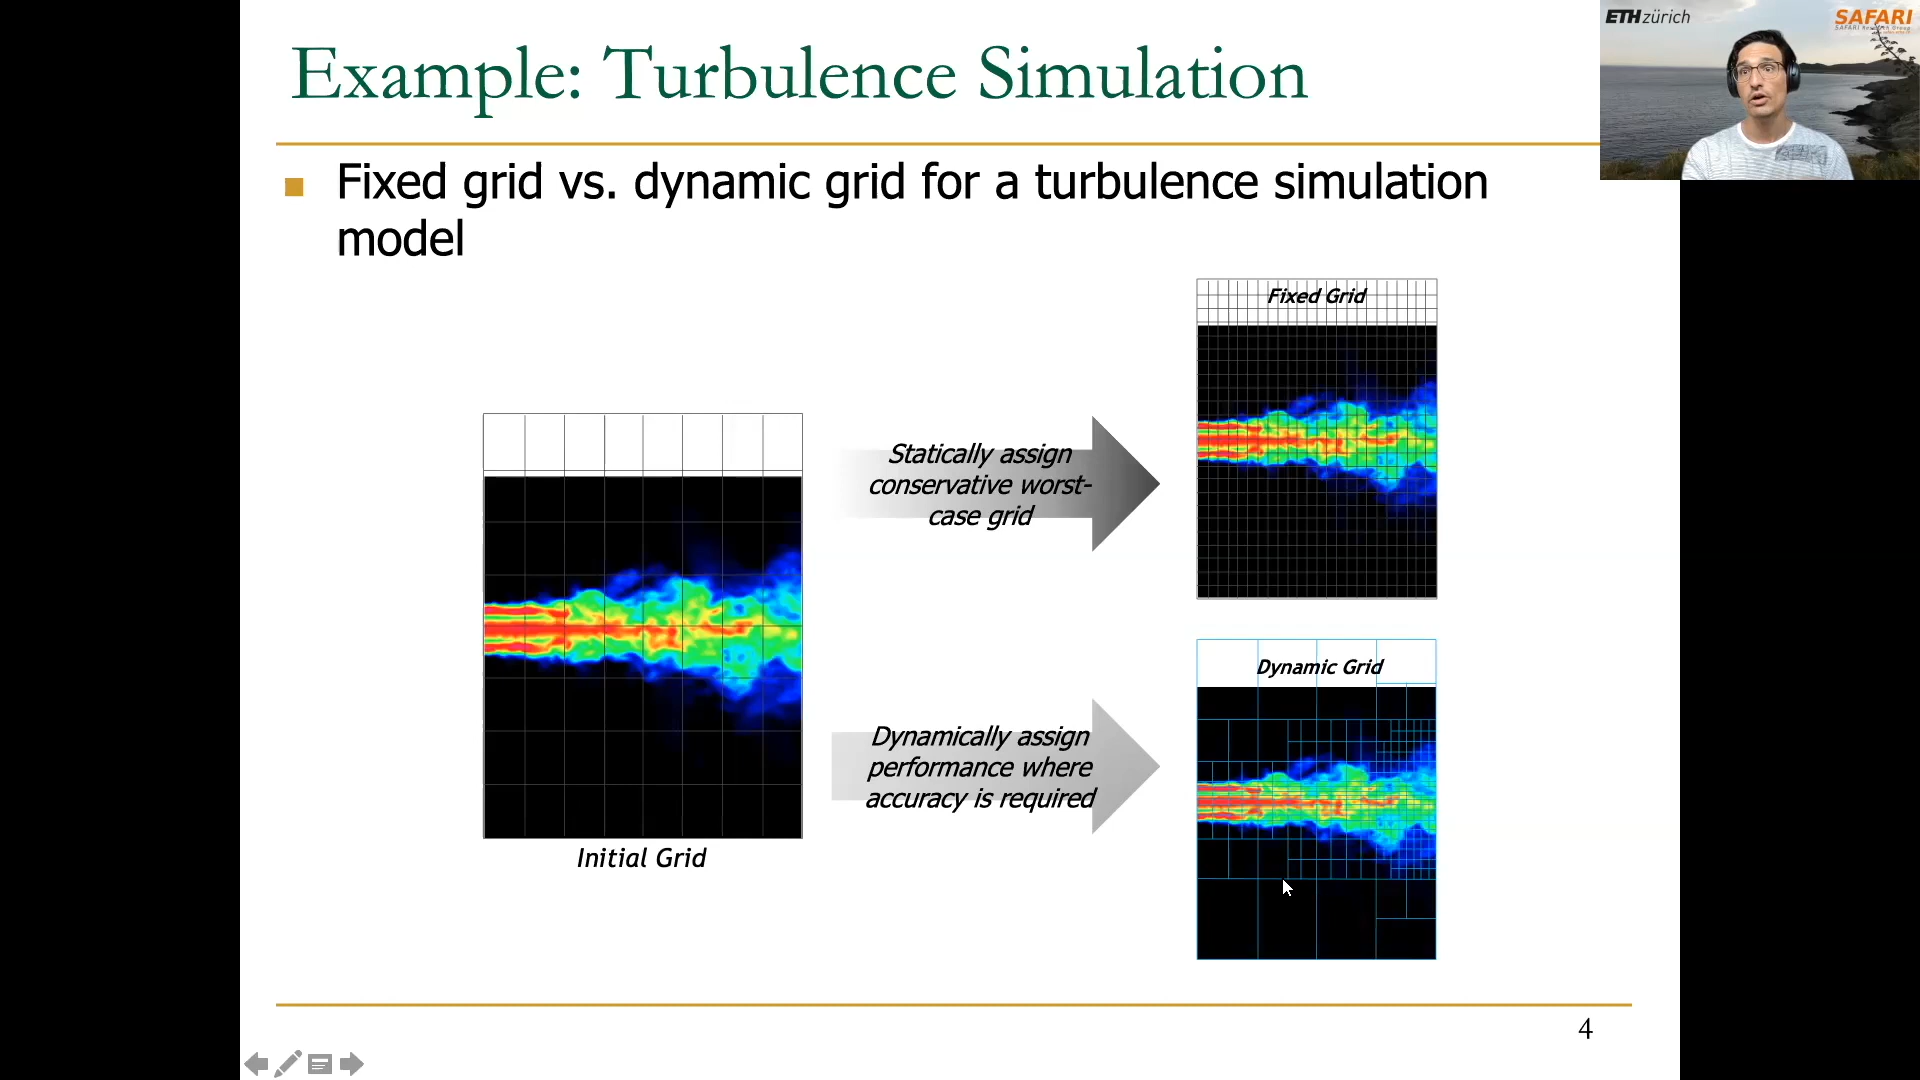 Example: Turbulence Simulation
ETH zürich
SAFARI
Fixed grid vs. dynamic grid for a turbulence simulation
model
Fixed Grid
Statically assign
conservative worst-
case grid
Dynamic Grid
Dynamically assign
performance where
accuracy is required
Initial Grid
4